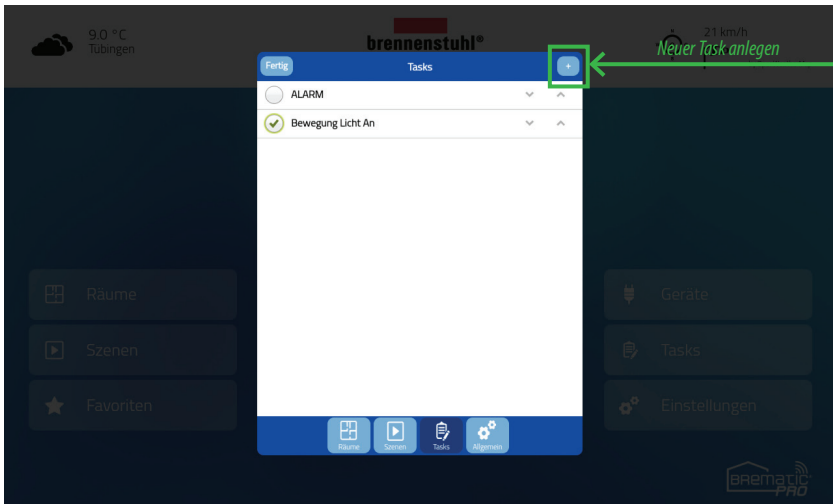 9.0 °C
Tübingen
brennenstuhl®
21 km/h
Neuer Task anlegen
Fertig
Tasks
+
ALARM
Bewegung Licht An
Räume
Szenen
Favoriten
Geräte
Tasks
Einstellungen
Räume
Szenen
Tasks
Allgemein
BREMATIC
PRO